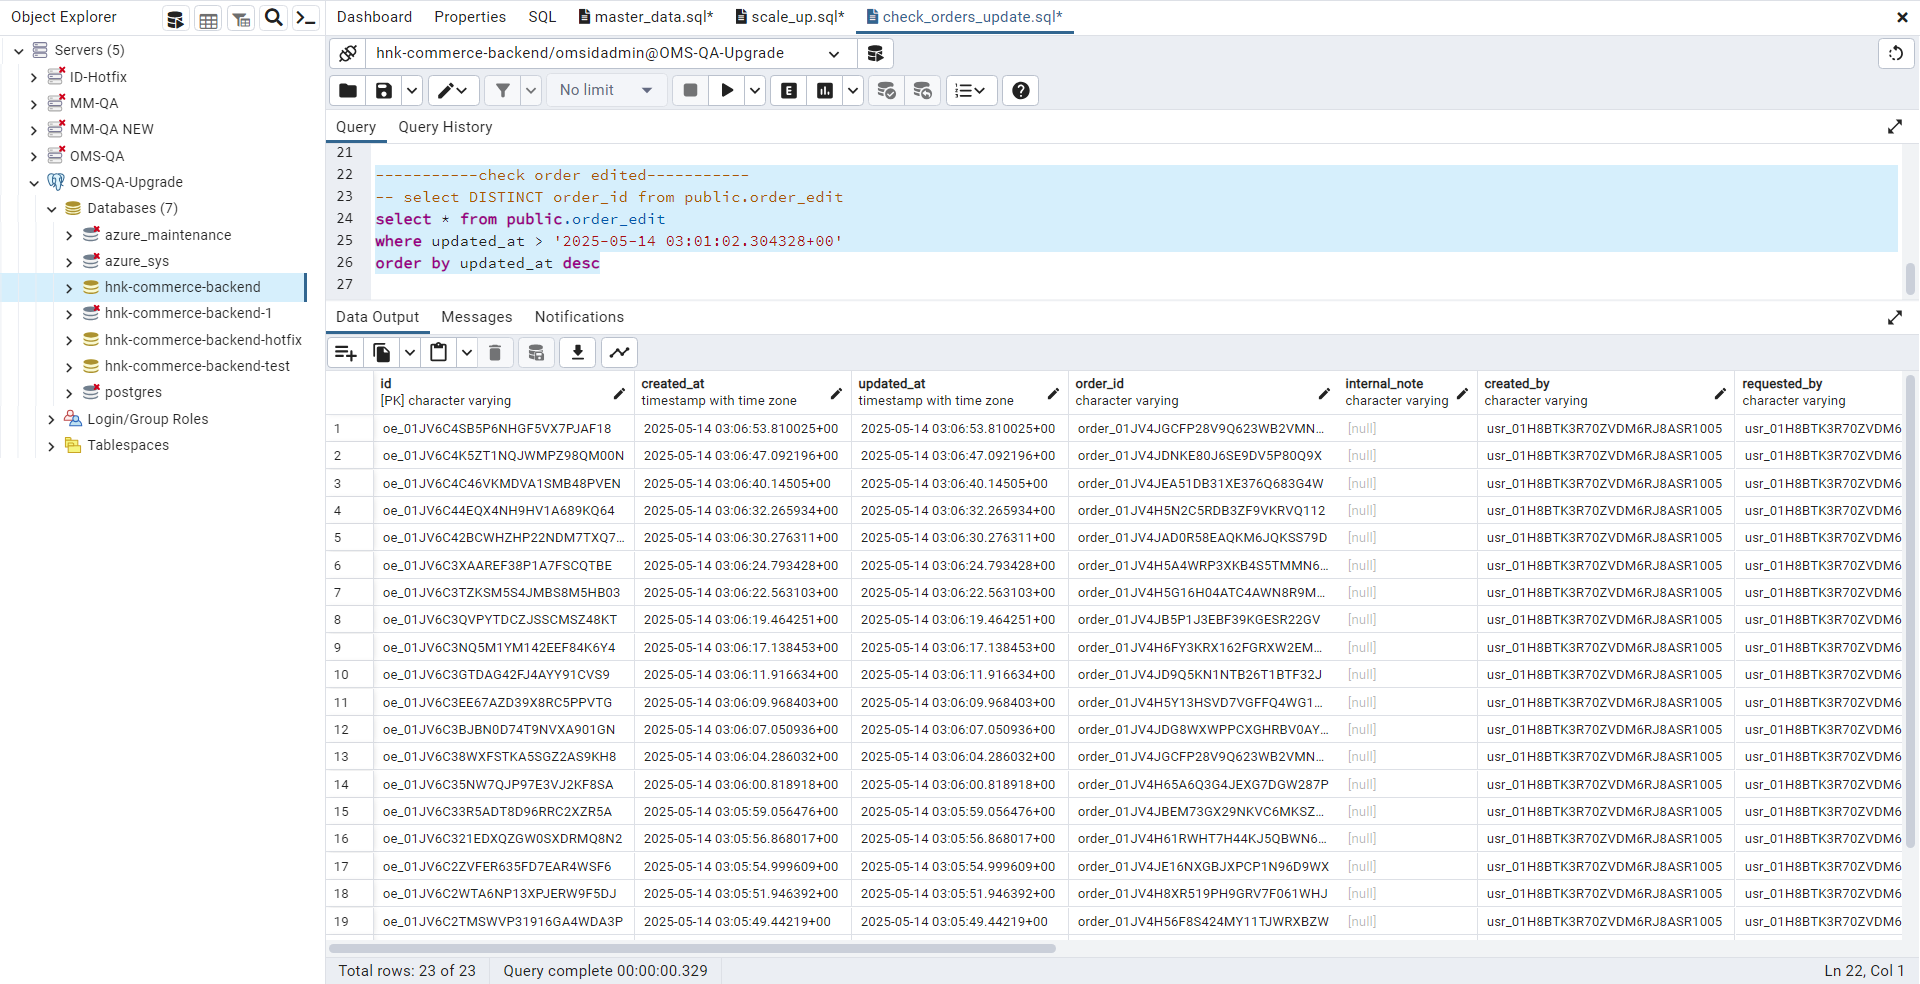 Object Explorer
Dashboard Properties SQL master_data.sql* scale_up.sql* check_orders_update.sql*
Servers (5)
ID-Hotfix
MM-QA
MM-QA NEW
OMS-QA
OMS-QA-Upgrade
Databases (7)
azure_maintenance
azure_sys
hnk-commerce-backend
hnk-commerce-backend-1
hnk-commerce-backend-hotfix
hnk-commerce-backend-test
postgres
Login/Group Roles
Tablespaces
hnk-commerce-backend/omsidadmin@OMS-QA-Upgrade
No limit
E
Query Query History
21
22 -----------check order edited-----------
23 -- select DISTINCT order_id from public.order_edit
24 select * from public.order_edit
25 where updated_at > '2025-05-14 03:01:02.304328+00'
26 order by updated_at desc
27
Data Output Messages Notifications
id created_at updated_at order_id internal_note created_by requested_by
[PK] character varying timestamp with time zone timestamp with time zone character varying character varying character varying character varying
1 oe_01JV6C4SB5P6NHGF5VX7PJAF18 2025-05-14 03:06:53.810025+00 2025-05-14 03:06:53.810025+00 order_01JV4JGCFP28V9Q623WB2VMN… [null] usr_01H8BTK3R70ZVDM6RJ8ASR1005 usr_01H8BTK3R70ZVDM6
2 oe_01JV6C4K5ZT1NQJWMPZ98QM00N 2025-05-14 03:06:47.092196+00 2025-05-14 03:06:47.092196+00 order_01JV4JDNKE80J6SE9DV5P80Q9X [null] usr_01H8BTK3R70ZVDM6RJ8ASR1005 usr_01H8BTK3R70ZVDM6
3 oe_01JV6C4C46VKMDVA1SMB48PVEN 2025-05-14 03:06:40.14505+00 2025-05-14 03:06:40.14505+00 order_01JV4JEA51DB31XE376Q683G4W [null] usr_01H8BTK3R70ZVDM6RJ8ASR1005 usr_01H8BTK3R70ZVDM6
4 oe_01JV6C44EQX4NH9HV1A689KQ64 2025-05-14 03:06:32.265934+00 2025-05-14 03:06:32.265934+00 order_01JV4H5N2C5RDB3ZF9VKRVQ112 [null] usr_01H8BTK3R70ZVDM6RJ8ASR1005 usr_01H8BTK3R70ZVDM6
5 oe_01JV6C42BCWHZHP22NDM7TXQ7… 2025-05-14 03:06:30.276311+00 2025-05-14 03:06:30.276311+00 order_01JV4JAD0R58EAQKM6JQKSS79D [null] usr_01H8BTK3R70ZVDM6RJ8ASR1005 usr_01H8BTK3R70ZVDM6
6 oe_01JV6C3XAAREF38P1A7FSCQTBE 2025-05-14 03:06:24.793428+00 2025-05-14 03:06:24.793428+00 order_01JV4H5A4WRP3XKB4S5TMMN6… [null] usr_01H8BTK3R70ZVDM6RJ8ASR1005 usr_01H8BTK3R70ZVDM6
7 oe_01JV6C3TZKSM5S4JMBS8M5HB03 2025-05-14 03:06:22.563103+00 2025-05-14 03:06:22.563103+00 order_01JV4H5G16H04ATC4AWN8R9M… [null] usr_01H8BTK3R70ZVDM6RJ8ASR1005 usr_01H8BTK3R70ZVDM6
8 oe_01JV6C3QVPYTDCZJSSCMSZ48KT 2025-05-14 03:06:19.464251+00 2025-05-14 03:06:19.464251+00 order_01JV4JB5P1J3EBF39KGESR22GV [null] usr_01H8BTK3R70ZVDM6RJ8ASR1005 usr_01H8BTK3R70ZVDM6
9 oe_01JV6C3NQ5M1YM142EEF84K6Y4 2025-05-14 03:06:17.138453+00 2025-05-14 03:06:17.138453+00 order_01JV4H6FY3KRX162FGRXW2EM… [null] usr_01H8BTK3R70ZVDM6RJ8ASR1005 usr_01H8BTK3R70ZVDM6
10 oe_01JV6C3GTDAG42FJ4AYY91CVS9 2025-05-14 03:06:11.916634+00 2025-05-14 03:06:11.916634+00 order_01JV4JD9Q5KN1NTB26T1BTF32J [null] usr_01H8BTK3R70ZVDM6RJ8ASR1005 usr_01H8BTK3R70ZVDM6
11 oe_01JV6C3EE67AZD39X8RC5PPVTG 2025-05-14 03:06:09.968403+00 2025-05-14 03:06:09.968403+00 order_01JV4H5Y13HSVD7VGFFQ4WG1… [null] usr_01H8BTK3R70ZVDM6RJ8ASR1005 usr_01H8BTK3R70ZVDM6
12 oe_01JV6C3BJBN0D74T9NVXA901GN 2025-05-14 03:06:07.050936+00 2025-05-14 03:06:07.050936+00 order_01JV4JDG8WXWPPCXGHRBV0AY… [null] usr_01H8BTK3R70ZVDM6RJ8ASR1005 usr_01H8BTK3R70ZVDM6
13 oe_01JV6C38WXFSTKA5SGZ2AS9KH8 2025-05-14 03:06:04.286032+00 2025-05-14 03:06:04.286032+00 order_01JV4JGCFP28V9Q623WB2VMN… [null] usr_01H8BTK3R70ZVDM6RJ8ASR1005 usr_01H8BTK3R70ZVDM6
14 oe_01JV6C35NW7QJP97E3VJ2KF8SA 2025-05-14 03:06:00.818918+00 2025-05-14 03:06:00.818918+00 order_01JV4H65A6Q3G4JEXG7DGW287P [null] usr_01H8BTK3R70ZVDM6RJ8ASR1005 usr_01H8BTK3R70ZVDM6
15 oe_01JV6C33R5ADT8D96RRC2XZR5A 2025-05-14 03:05:59.056476+00 2025-05-14 03:05:59.056476+00 order_01JV4JBEM73GX29NKVC6MKSZ… [null] usr_01H8BTK3R70ZVDM6RJ8ASR1005 usr_01H8BTK3R70ZVDM6
16 oe_01JV6C321EDXQZGW0SXDRMQ8N2 2025-05-14 03:05:56.868017+00 2025-05-14 03:05:56.868017+00 order_01JV4H61RWHT7H44KJ5QBWN6… [null] usr_01H8BTK3R70ZVDM6RJ8ASR1005 usr_01H8BTK3R70ZVDM6
17 oe_01JV6C2ZVFER635FD7EAR4WSF6 2025-05-14 03:05:54.999609+00 2025-05-14 03:05:54.999609+00 order_01JV4JE16NXGBJXPCP1N96D9WX [null] usr_01H8BTK3R70ZVDM6RJ8ASR1005 usr_01H8BTK3R70ZVDM6
18 oe_01JV6C2WTA6NP13XPJERW9F5DJ 2025-05-14 03:05:51.946392+00 2025-05-14 03:05:51.946392+00 order_01JV4H8XR519PH9GRV7F061WHJ [null] usr_01H8BTK3R70ZVDM6RJ8ASR1005 usr_01H8BTK3R70ZVDM6
19 oe_01JV6C2TMSWVP31916GA4WDA3P 2025-05-14 03:05:49.44219+00 2025-05-14 03:05:49.44219+00 order_01JV4H56F8S424MY11TJWRXBZW [null] usr_01H8BTK3R70ZVDM6RJ8ASR1005 usr_01H8BTK3R70ZVDM6
Total rows: 23 of 23 Query complete 00:00:00.329 Ln 22, Col 1